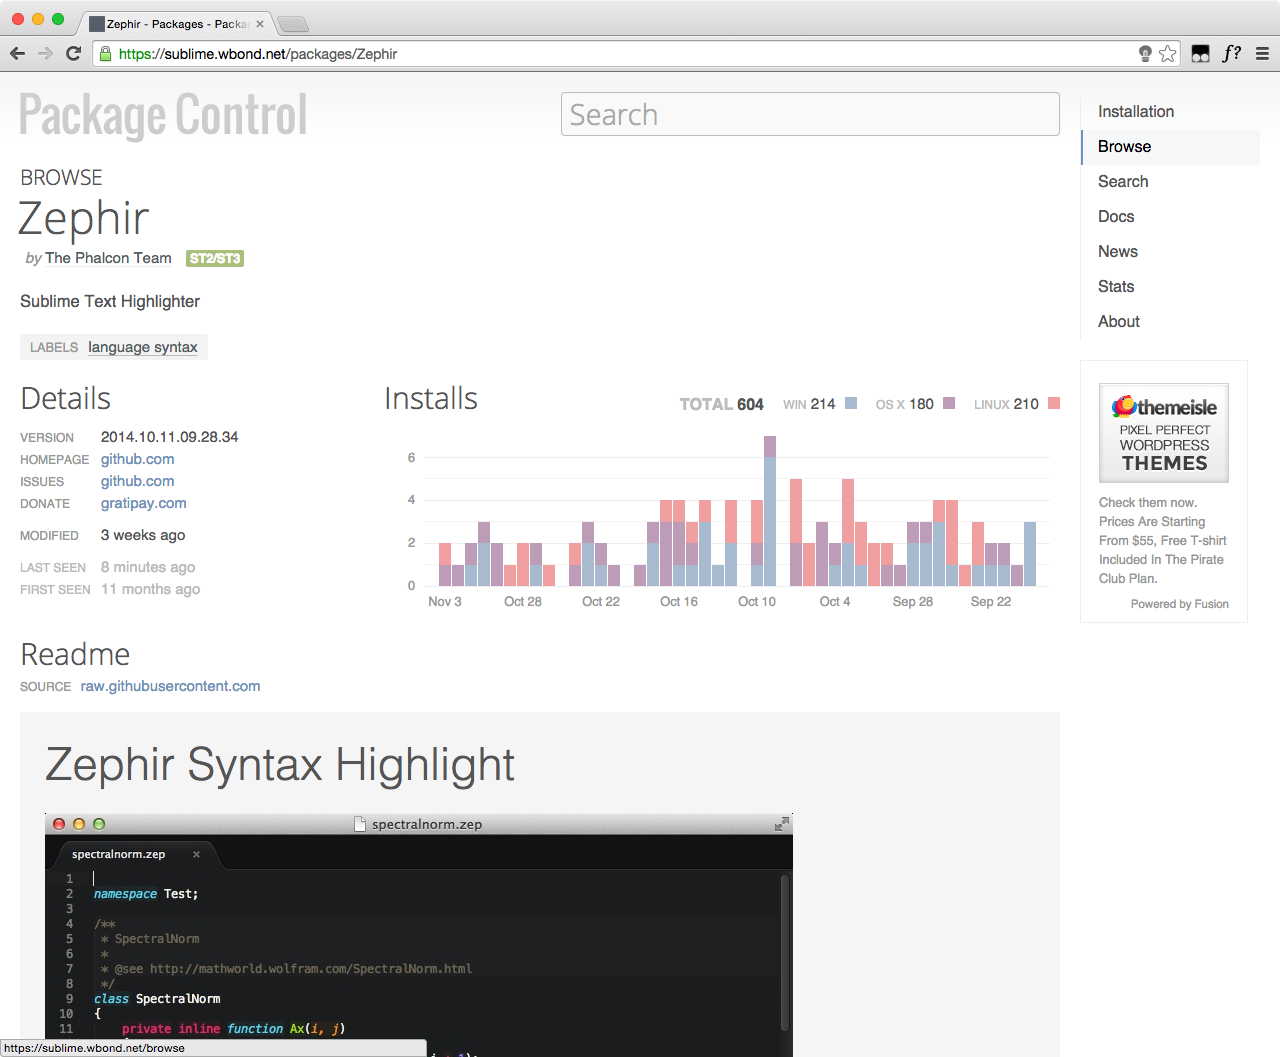 Zephir - Packages - Packa
https://sublime.wbond.net/packages/Zephir
f?
Package Control
Search
Installation
Browse
Search
Docs
News
Stats
About
BROWSE
Zephir
by The Phalcon Team ST2/ST3
Sublime Text Highlighter
LABELS language syntax
Details
VERSION 2014.10.11.09.28.34
HOMEPAGE github.com
ISSUES github.com
DONATE gratipay.com
MODIFIED 3 weeks ago
LAST SEEN 8 minutes ago
FIRST SEEN 11 months ago
Installs
TOTAL 604 WIN 214 OS X 180 LINUX 210
6
4
2
0
Nov 3 Oct 28 Oct 22 Oct 16 Oct 10 Oct 4 Sep 28 Sep 22
themeisle
PIXEL PERFECT
WORDPRESS
THEMES
Check them now.
Prices Are Starting
From $55, Free T-shirt
Included In The Pirate
Club Plan.
Powered by Fusion
Readme
SOURCE raw.githubusercontent.com
Zephir Syntax Highlight
spectralnorm.zep
spectralnorm.zep
1
2 namespace Test;
3
4 /**
5 * SpectralNorm
6 *
7 * @see http://mathworld.wolfram.com/SpectralNorm.html
8 */
9 class SpectralNorm
10 {
11 private inline function Ax(i, j)
https://sublime.wbond.net/browse